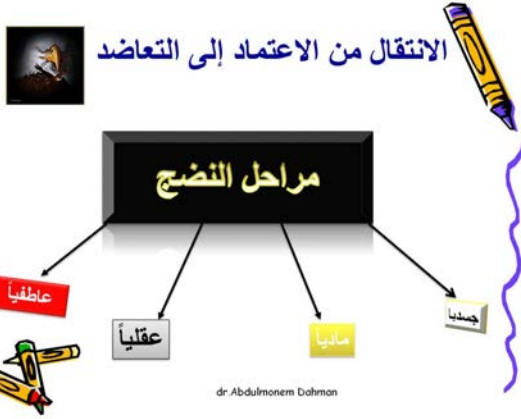 الانتقال من الاعتماد إلى التعاضد
مراحل النضج
جسديا
مادياً
عقلياً
عاطفياً
dr.Abdulmonem Dahman